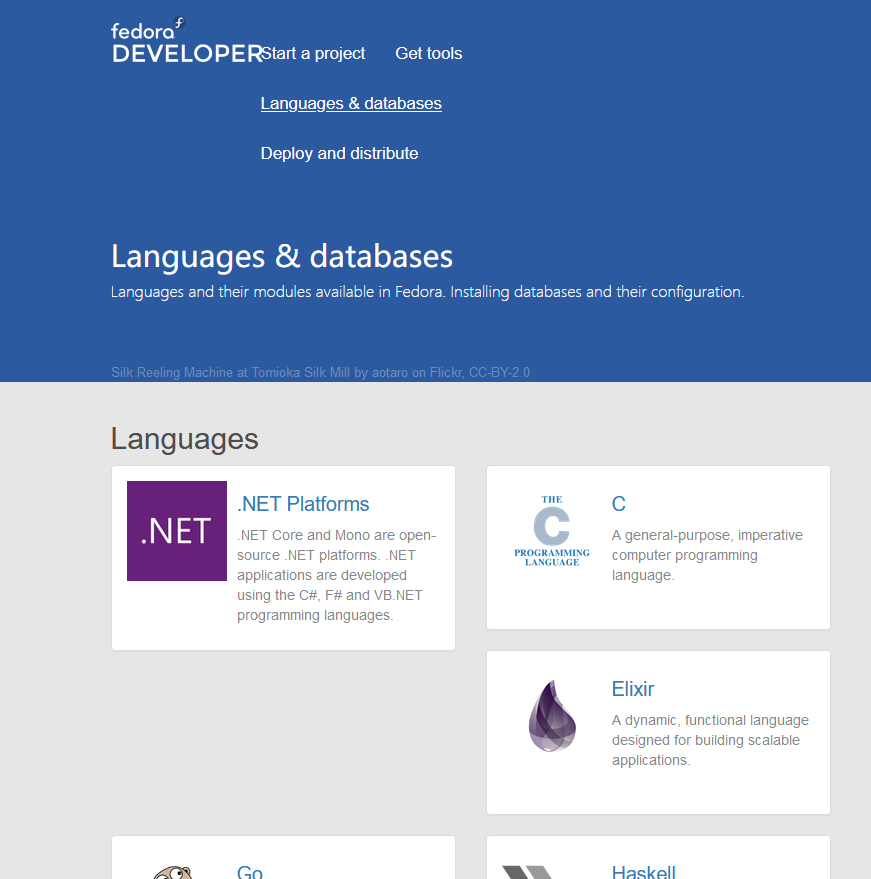 fedora
DEVELOPER
Start a project
Get tools
Languages & databases
Deploy and distribute
Languages & databases
Languages and their modules available in Fedora. Installing databases and their configuration.
Silk Reeling Machine at Tomioka Silk Mill by aotaro on Flickr, CC-BY-2.0
Languages
.NET
.NET Platforms
.NET Core and Mono are open-
source .NET platforms. .NET
applications are developed
using the C#, F# and VB.NET
programming languages.
THE
C
PROGRAMMING
LANGUAGE
C
A general-purpose, imperative
computer programming
language.
Elixir
A dynamic, functional language
designed for building scalable
applications.
Go
Haskell